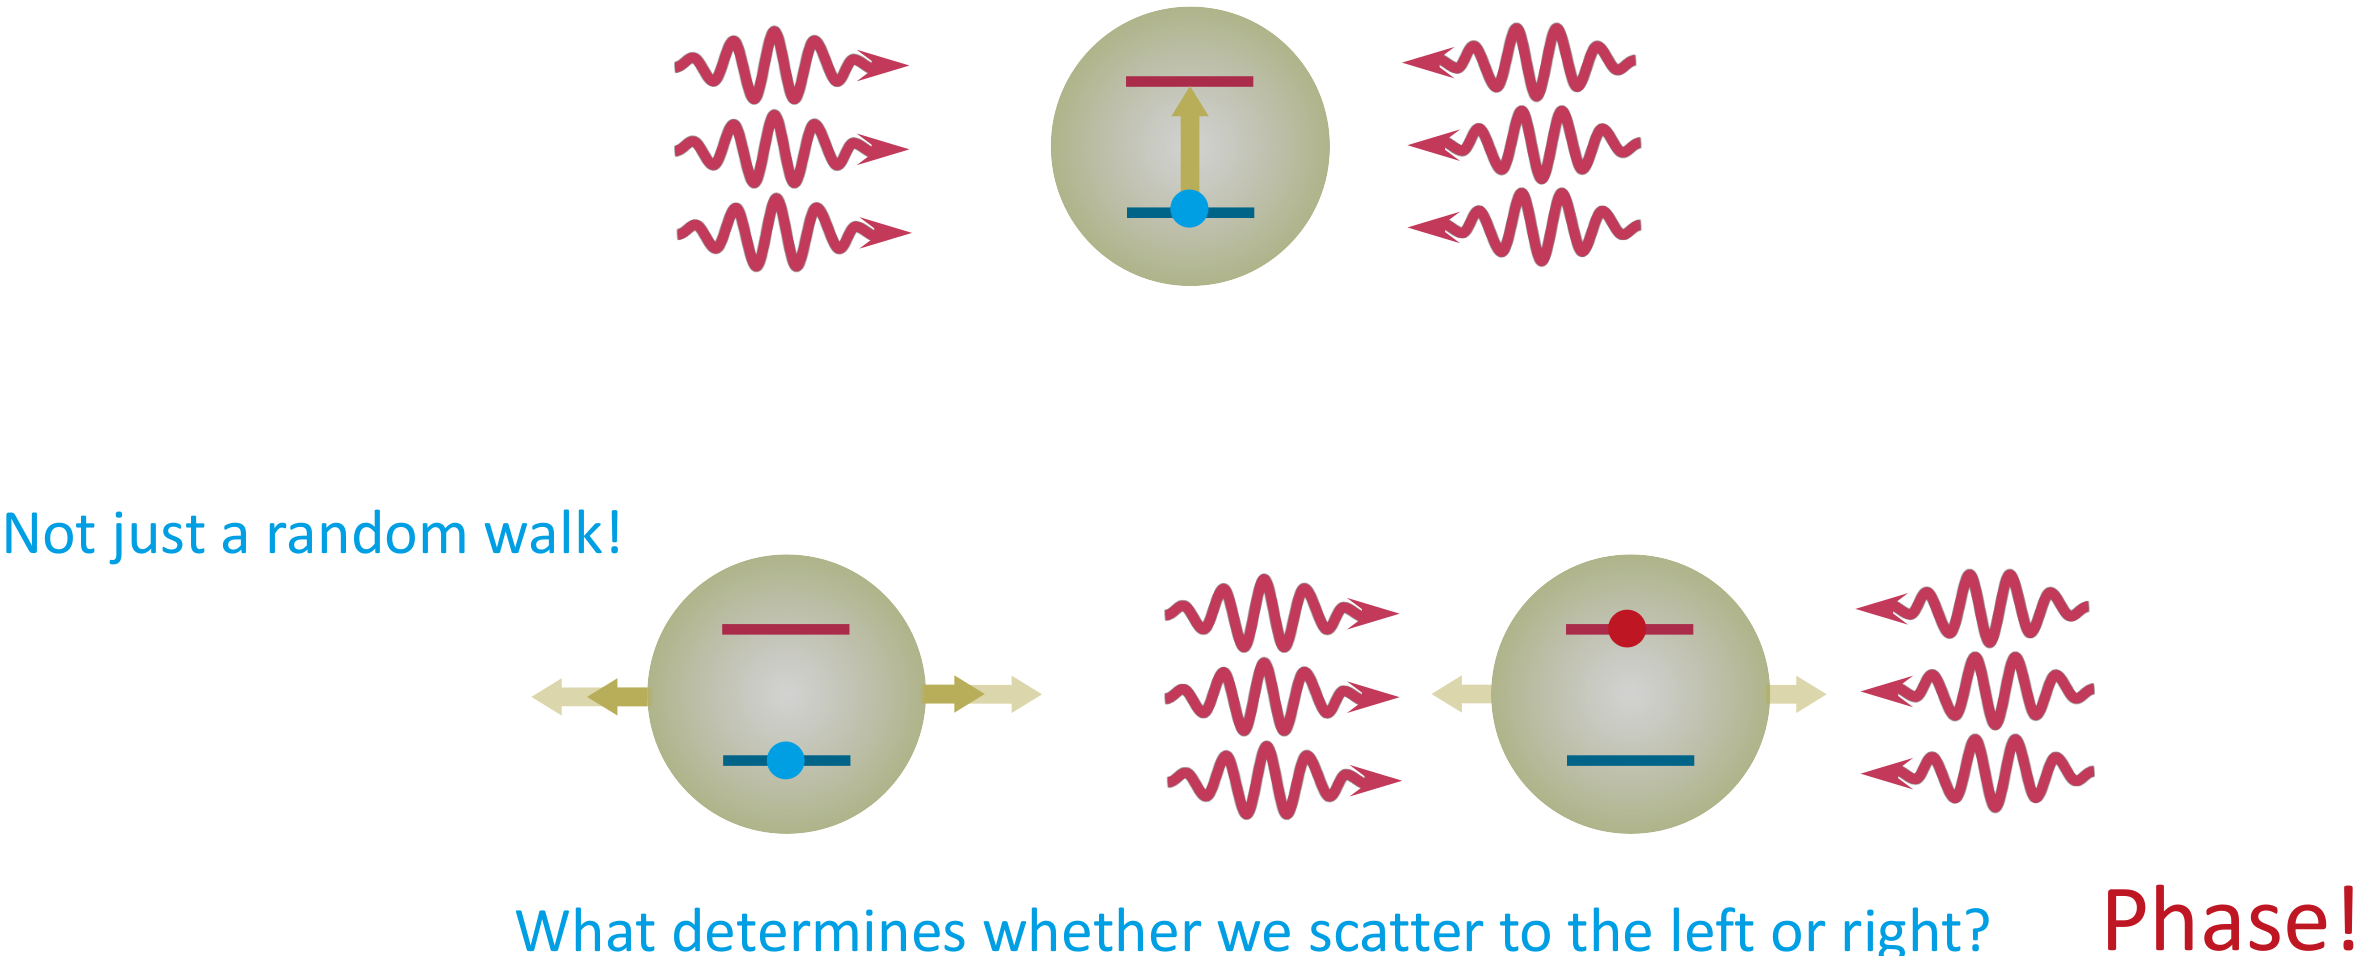 Not just a random walk!
What determines whether we scatter to the left or right? Phase!